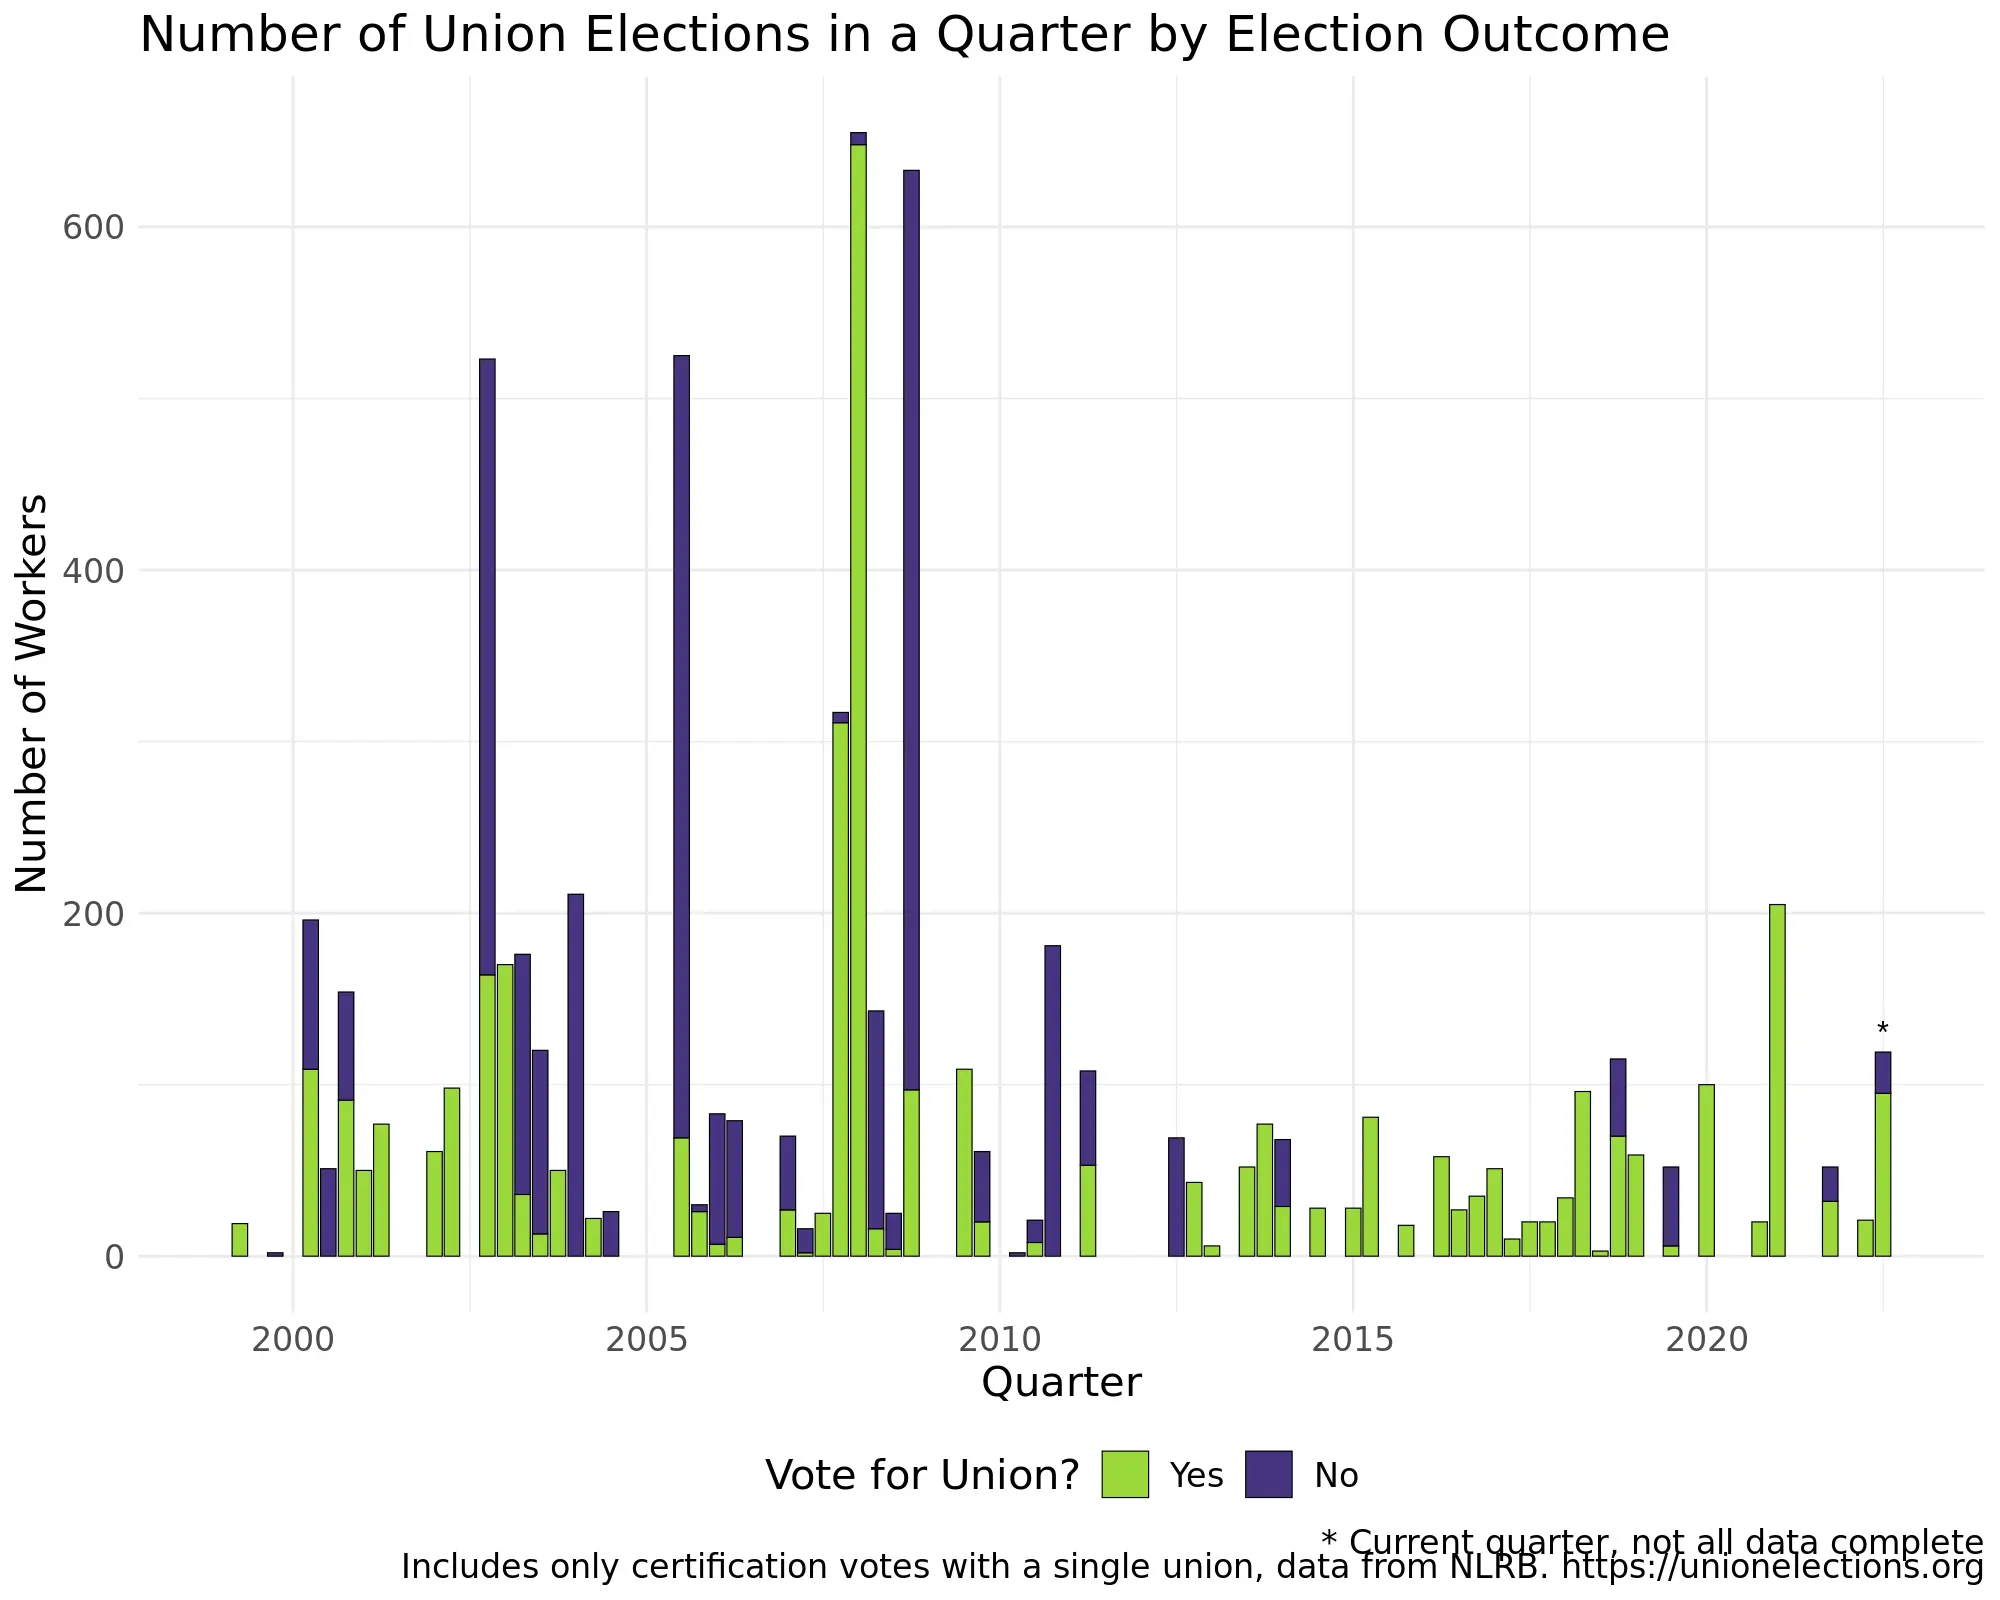 Number of Union Elections in a Quarter by Election Outcome
Number of Workers
600
400
200
0
*
2000 2005 2010 2015 2020
Quarter
Vote for Union? Yes No
* Current quarter, not all data complete
Includes only certification votes with a single union, data from NLRB. https://unionelections.org